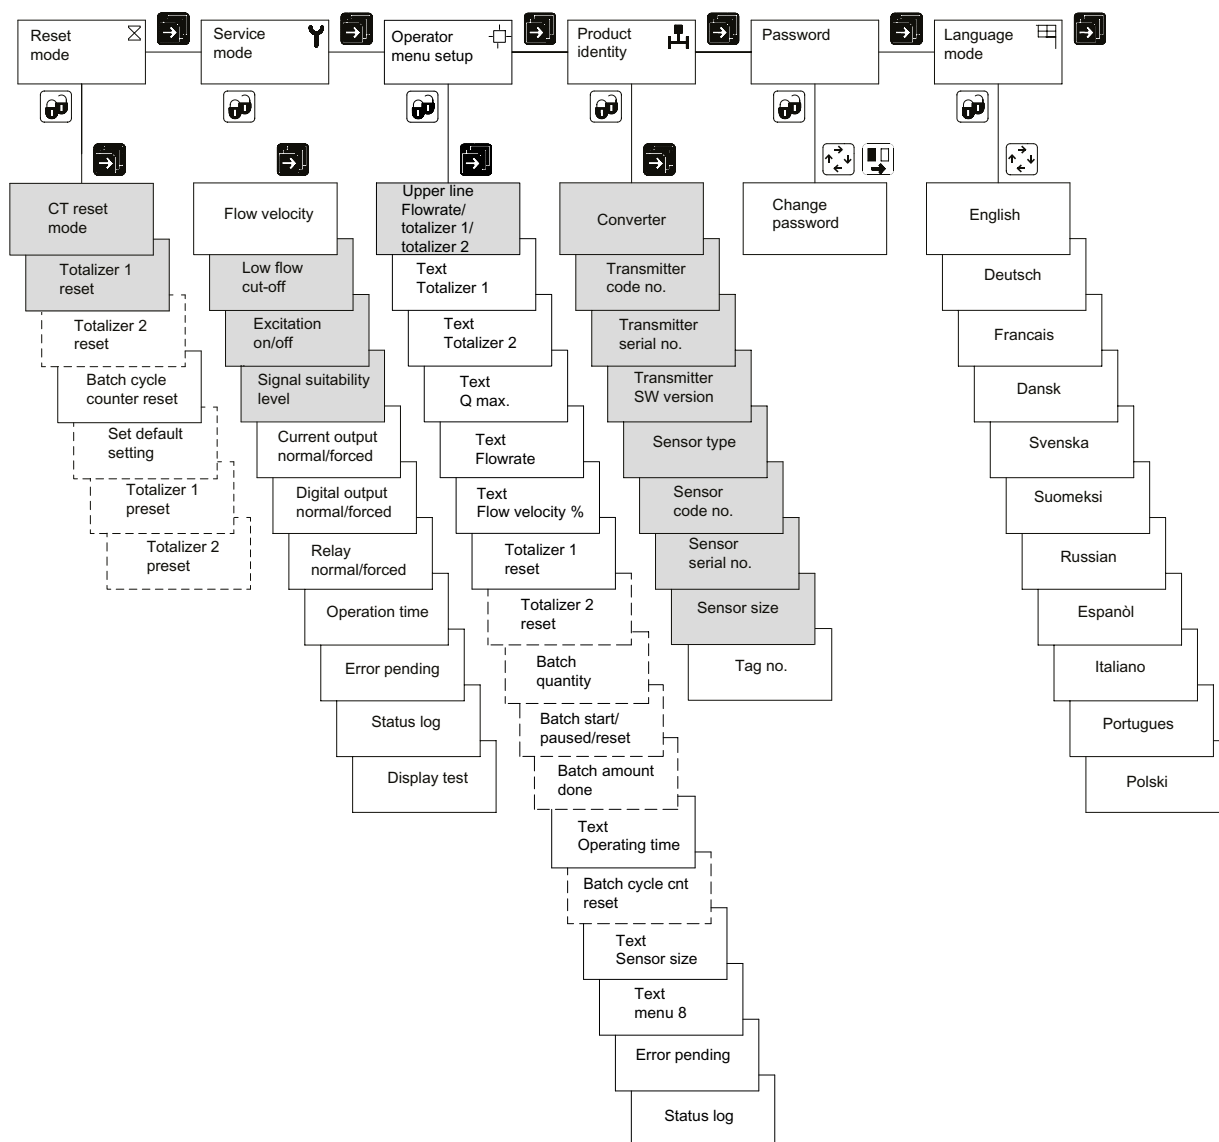 Reset
mode
Service
mode
Operator
menu setup
Product
identity
Password
Language
mode
CT reset
mode
Totalizer 1
reset
Totalizer 2
reset
Batch cycle
counter reset
Set default
setting
Totalizer 1
preset
Totalizer 2
preset
Flow velocity
Low flow
cut-off
Excitation
on/off
Signal suitability
level
Current output
normal/forced
Digital output
normal/forced
Relay
normal/forced
Operation time
Error pending
Status log
Display test
Upper line
Flowrate/
totalizer 1/
totalizer 2
Text
Totalizer 1
Text
Totalizer 2
Text
Q max.
Text
Flowrate
Text
Flow velocity %
Totalizer 1
reset
Totalizer 2
reset
Batch
quantity
Batch start/
paused/reset
Batch amount
done
Text
Operating time
Batch cycle cnt
reset
Text
Sensor size
Text
menu 8
Error pending
Status log
Converter
Transmitter
code no.
Transmitter
serial no.
Transmitter
SW version
Sensor type
Sensor
code no.
Sensor
serial no.
Sensor size
Tag no.
Change
password
English
Deutsch
Francais
Dansk
Svenska
Suomeksi
Russian
Espanòl
Italiano
Portugues
Polski